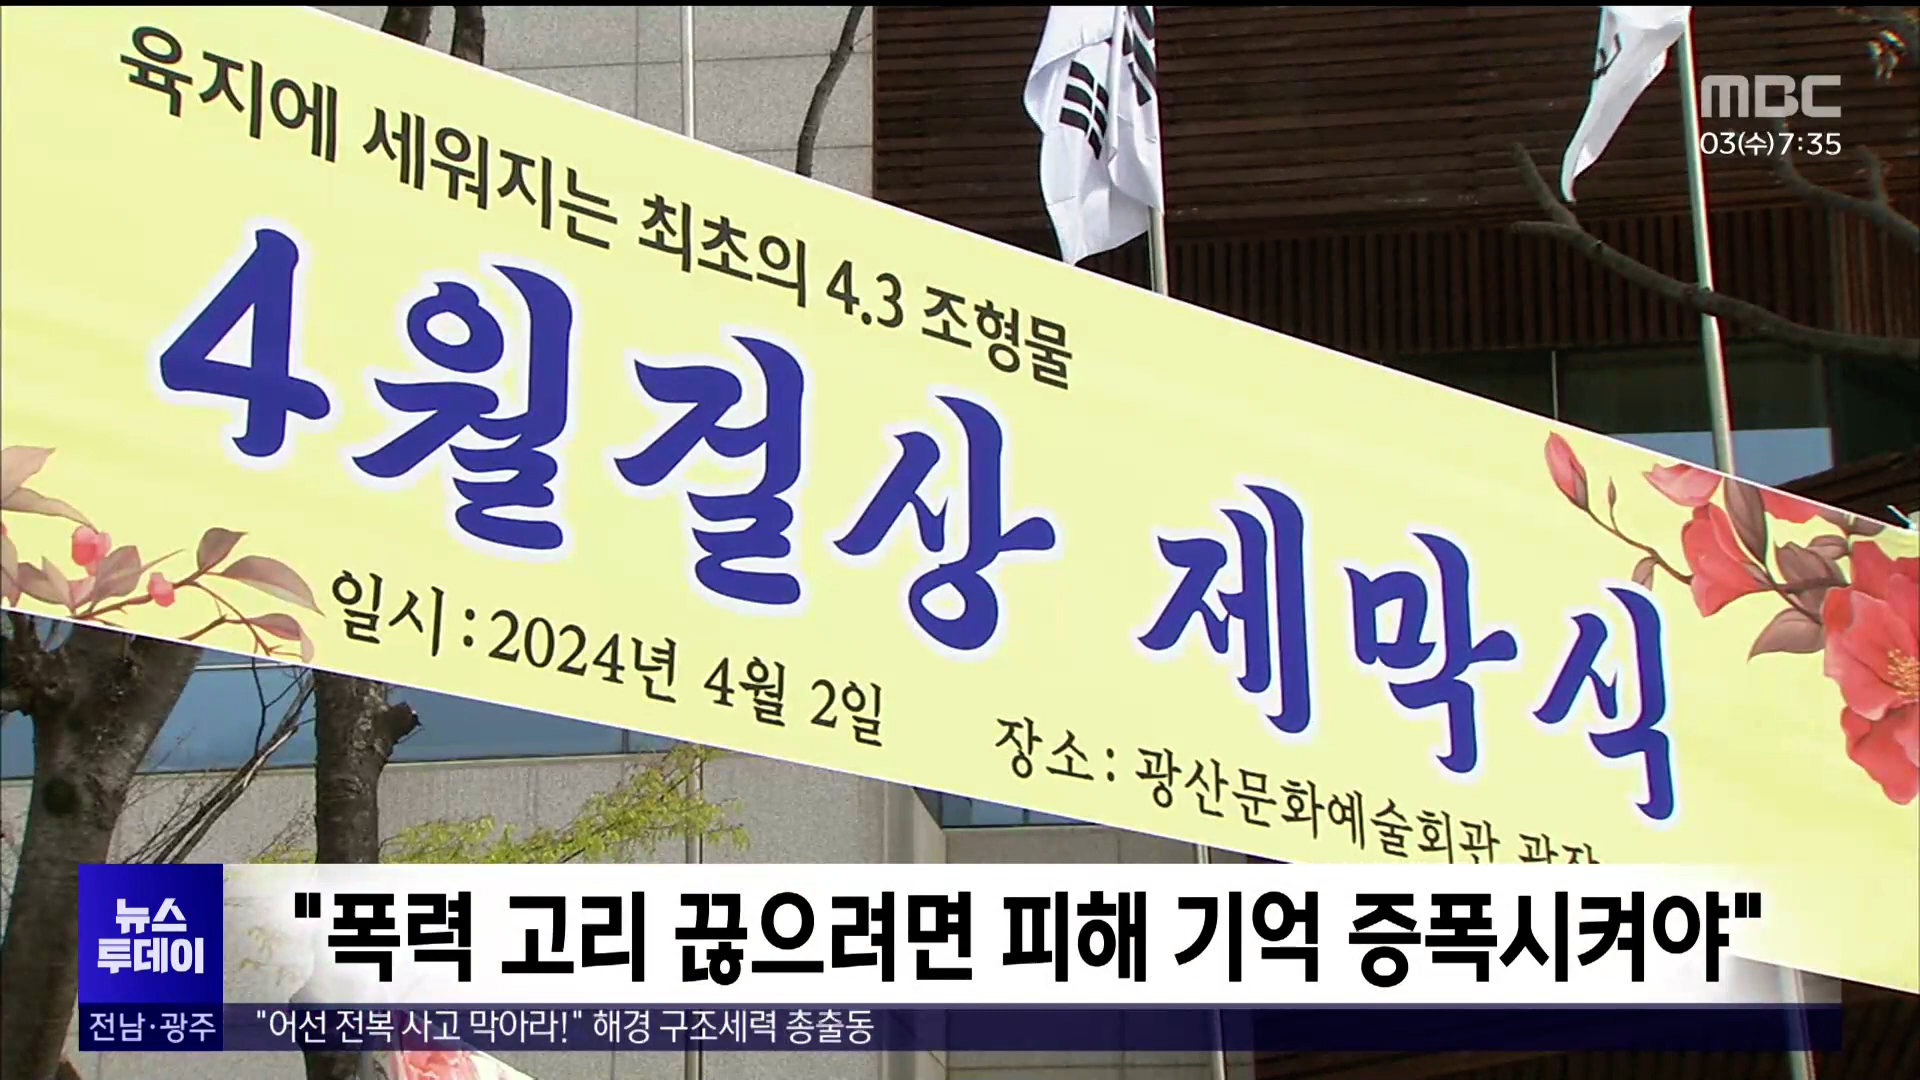 육지에 세워지는 최초의 4.3 조형물
4월걸상 제막식
일시 : 2024년 4월 2일
장소 : 광산문화예술회관
MBC
03(수) 7:35
뉴스
투데이
"폭력 고리 끊으려면 피해 기억 증폭시켜야"
전남·광주
"어선 전복 사고 막아라!" 해경 구조세력 총출동